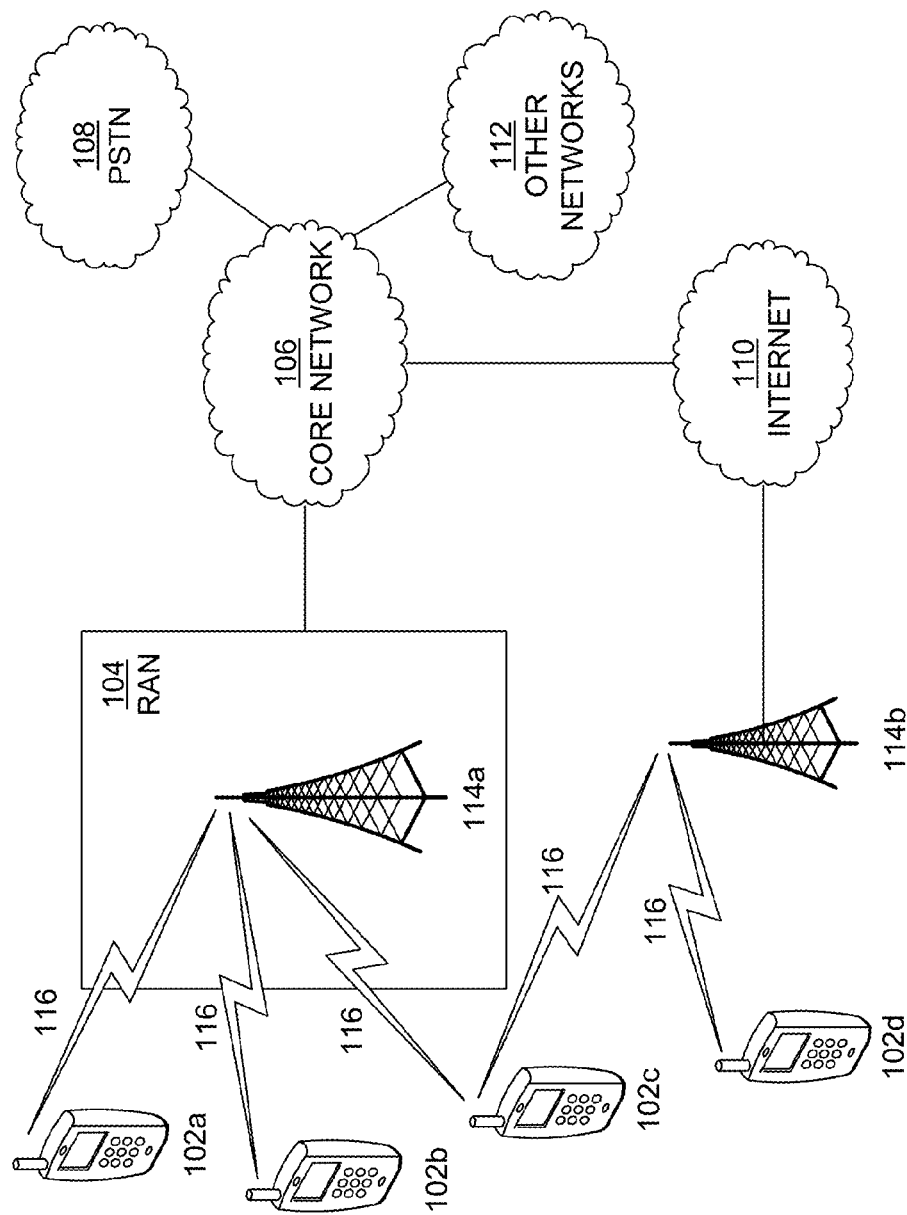 102a
116
102b
116
102c
116
116
102d
116
104
RAN
114a
114b
106
CORE NETWORK
108
PSTN
112
OTHER
NETWORKS
110
INTERNET